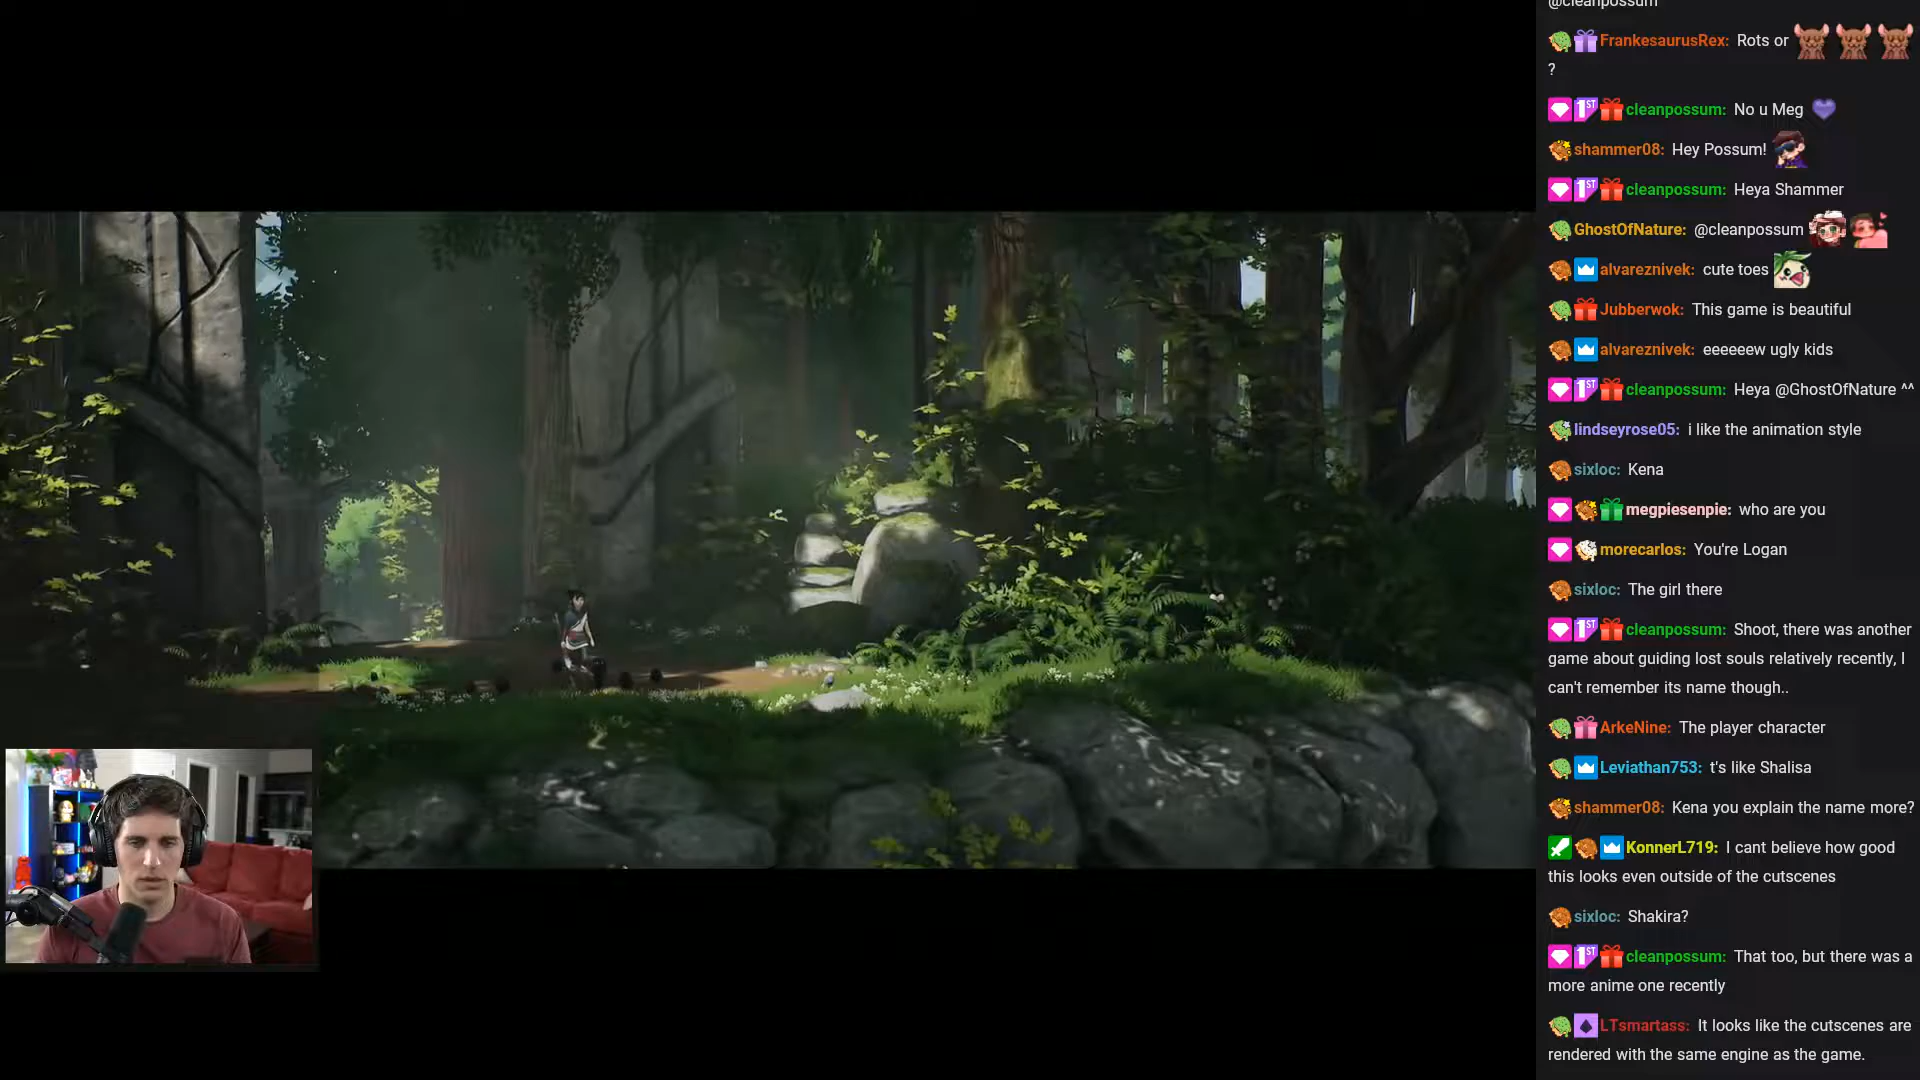 @cleanpossum
FrankesaurusRex: Rots or
?
1ST cleanpossum: No u Meg
shammer08: Hey Possum!
1ST cleanpossum: Heya Shammer
GhostOfNature: @cleanpossum
alvareznivek: cute toes
Jubberwok: This game is beautiful
alvareznivek: eeeeeew ugly kids
1ST cleanpossum: Heya @GhostOfNature ^^
lindseyrose05: i like the animation style
sixloc: Kena
megpiesenpie: who are you
morecarlos: You're Logan
sixloc: The girl there
1ST cleanpossum: Shoot, there was another
game about guiding lost souls relatively recently, I
can't remember its name though..
ArkeNine: The player character
Leviathan753: t's like Shalisa
shammer08: Kena you explain the name more?
KonnerL719: I cant believe how good
this looks even outside of the cutscenes
sixloc: Shakira?
1ST cleanpossum: That too, but there was a
more anime one recently
LTsmartass: It looks like the cutscenes are
rendered with the same engine as the game.